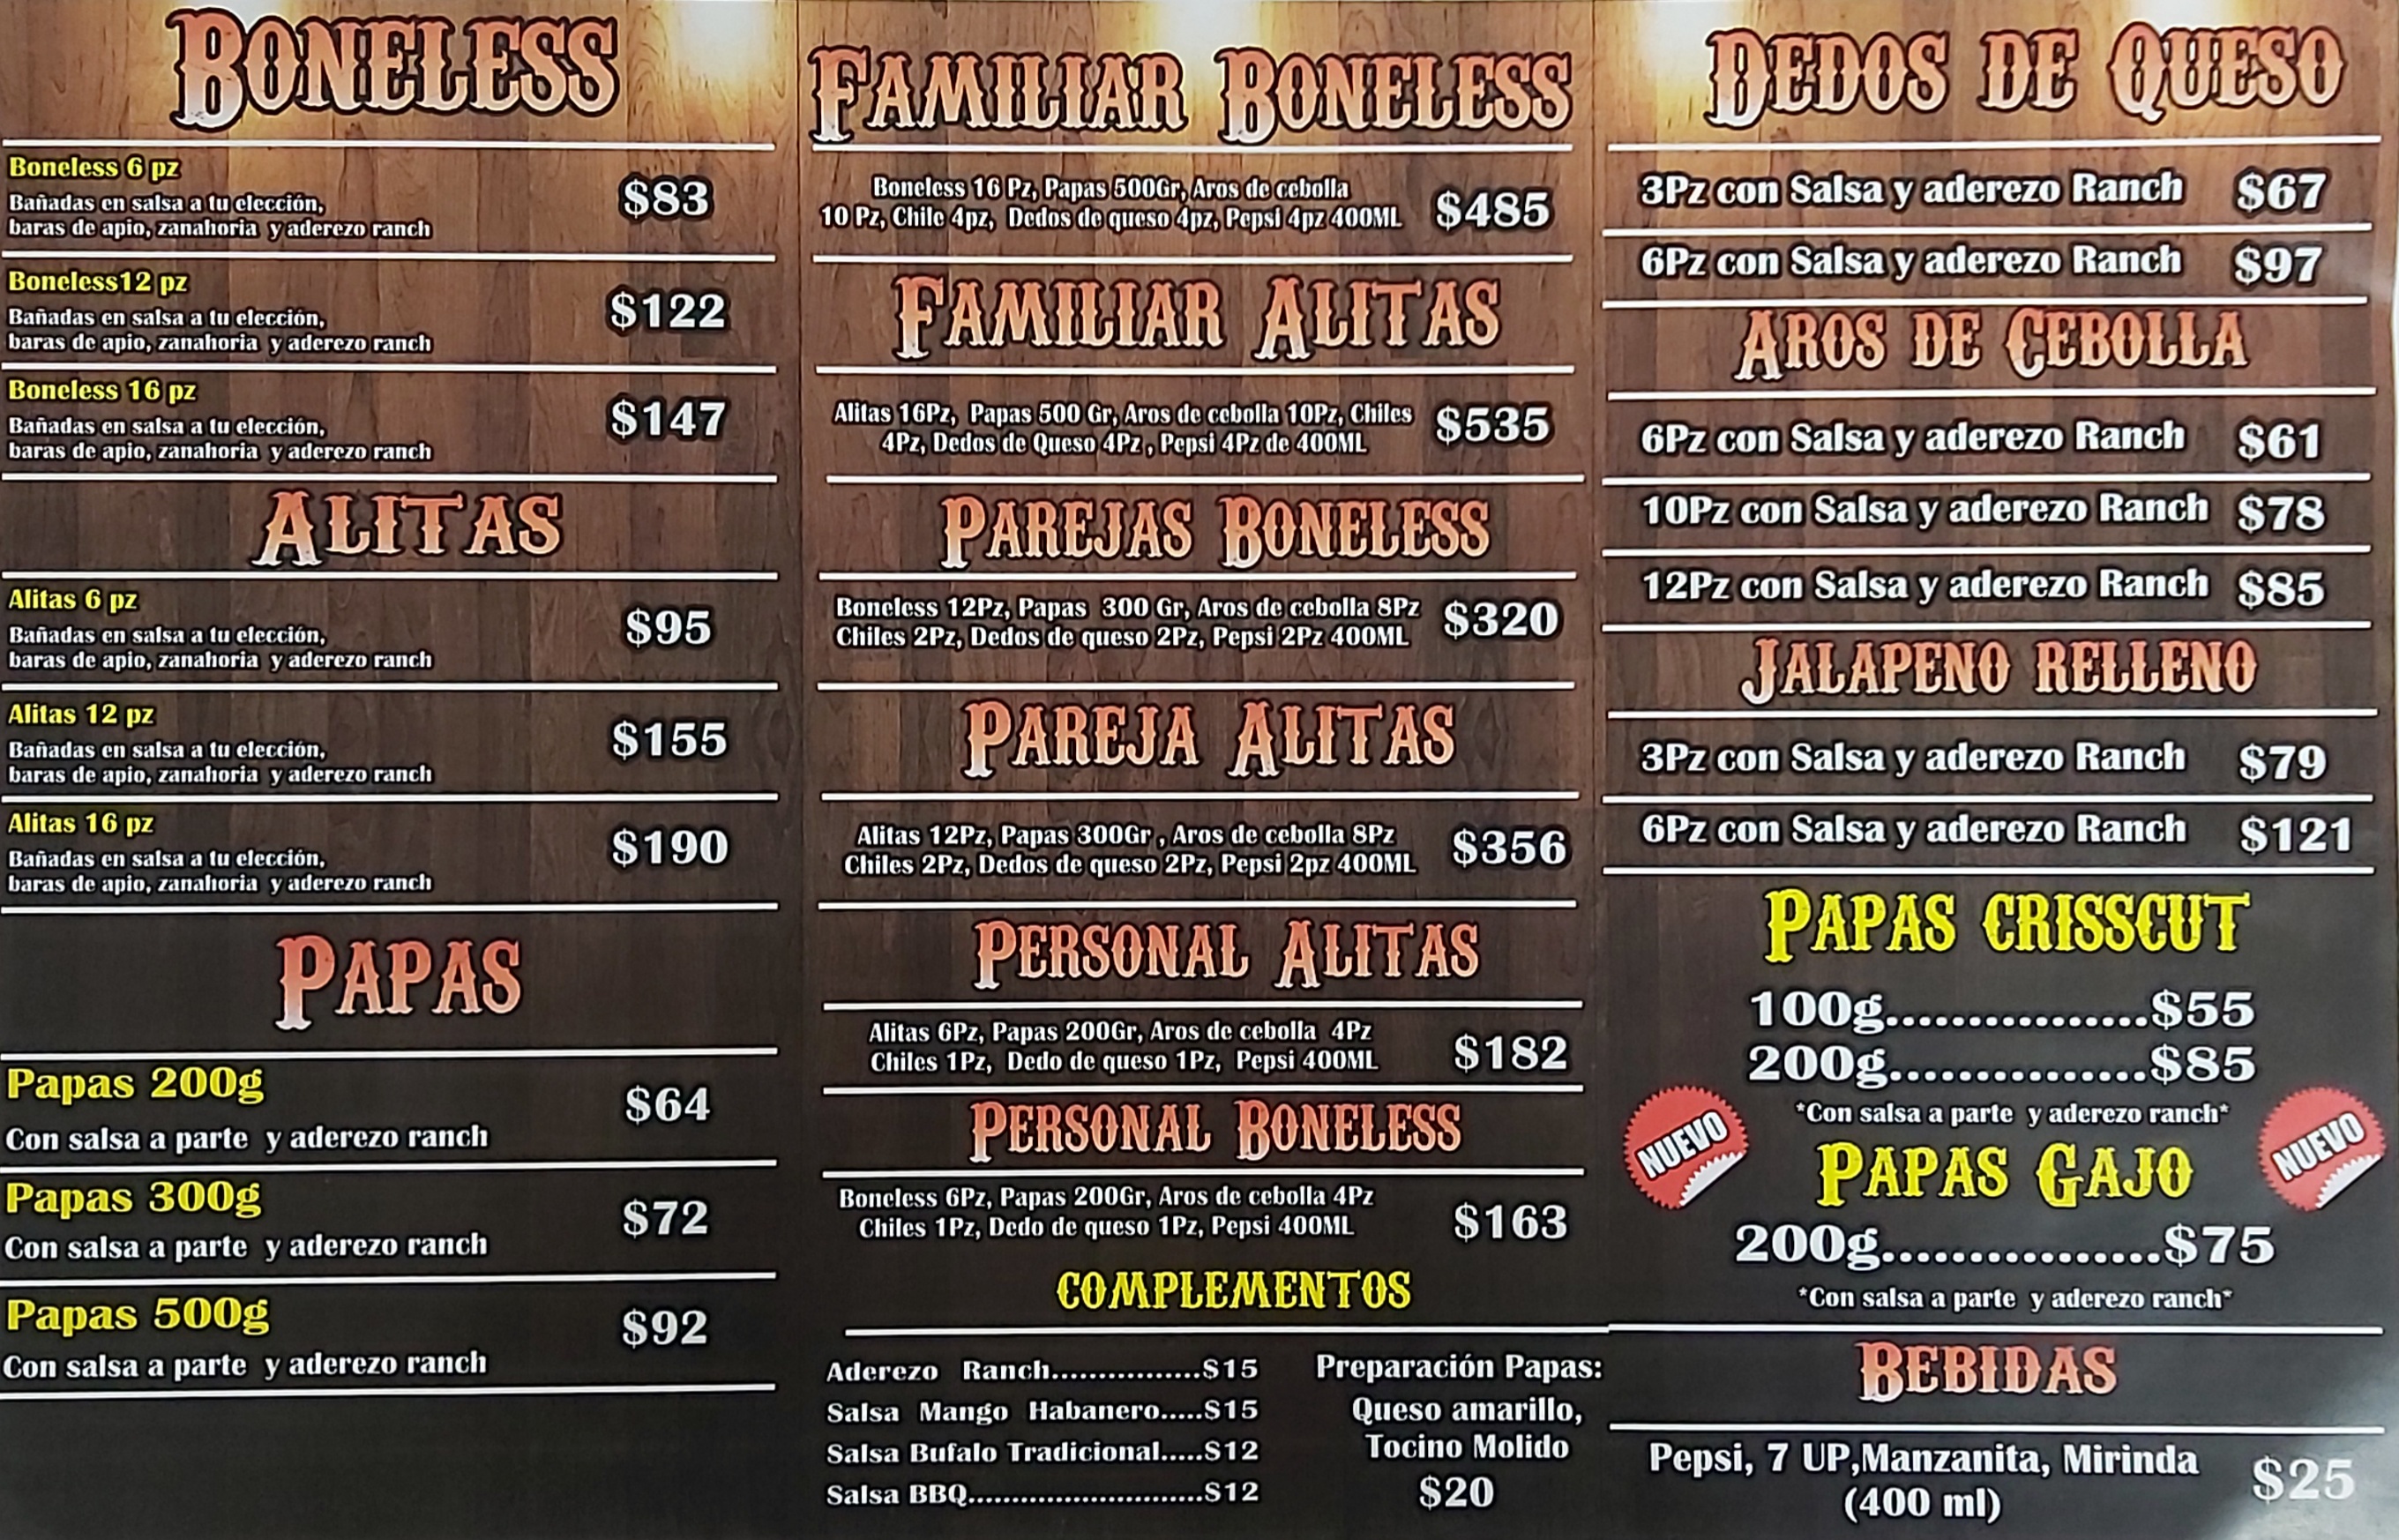 BONELESS
Boneless 6 pz
Bañadas en salsa a tu elección,
baras de apio, zanahoria y aderezo ranch
$83
Boneless12 pz
Bañadas en salsa a tu elección,
baras de apio, zanahoria y aderezo ranch
$122
Boneless 16 pz
Bañadas en salsa a tu elección,
baras de apio, zanahoria y aderezo ranch
$147
ALITAS
Alitas 6 pz
Bañadas en salsa a tu elección,
baras de apio, zanahoria y aderezo ranch
$95
Alitas 12 pz
Bañadas en salsa a tu elección,
baras de apio, zanahoria y aderezo ranch
$155
Alitas 16 pz
Bañadas en salsa a tu elección,
baras de apio, zanahoria y aderezo ranch
$190
PAPAS
Papas 200g
Con salsa a parte y aderezo ranch
$64
Papas 300g
Con salsa a parte y aderezo ranch
$72
Papas 500g
Con salsa a parte y aderezo ranch
$92
FAMILIAR BONELESS
Boneless 16 Pz, Papas 500Gr, Aros de cebolla
10 Pz, Chile 4pz, Dedos de queso 4pz, Pepsi 4pz 400ML
$485
FAMILIAR ALITAS
Alitas 16Pz, Papas 500 Gr, Aros de cebolla 10Pz, Chiles
4Pz, Dedos de Queso 4Pz , Pepsi 4Pz de 400ML
$535
PAREJAS BONELESS
Boneless 12Pz, Papas 300 Gr, Aros de cebolla 8Pz
Chiles 2Pz, Dedos de queso 2Pz, Pepsi 2Pz 400ML
$320
PAREJA ALITAS
Alitas 12Pz, Papas 300Gr , Aros de cebolla 8Pz
Chiles 2Pz, Dedos de queso 2Pz, Pepsi 2pz 400ML
$356
PERSONAL ALITAS
Alitas 6Pz, Papas 200Gr, Aros de cebolla 4Pz
Chiles 1Pz, Dedo de queso 1Pz, Pepsi 400ML
$182
PERSONAL BONELESS
Boneless 6Pz, Papas 200Gr, Aros de cebolla 4Pz
Chiles 1Pz, Dedo de queso 1Pz, Pepsi 400ML
$163
COMPLEMENTOS
Aderezo Ranch.................$15
Salsa Mango Habanero.....$15
Salsa Bufalo Tradicional.....$12
Salsa BBQ...........................$12
Preparación Papas:
Queso amarillo,
Tocino Molido
$20
DEDOS DE QUESO
3Pz con Salsa y aderezo Ranch $67
6Pz con Salsa y aderezo Ranch $97
AROS DE CEBOLLA
6Pz con Salsa y aderezo Ranch $61
10Pz con Salsa y aderezo Ranch $78
12Pz con Salsa y aderezo Ranch $85
JALAPENO RELLENO
3Pz con Salsa y aderezo Ranch $79
6Pz con Salsa y aderezo Ranch $121
PAPAS CRISSCUT
100g...................$55
200g...................$85
*Con salsa a parte y aderezo ranch*
NUEVO
PAPAS GAJO
NUEVO
200g....................$75
*Con salsa a parte y aderezo ranch*
BEBIDAS
Pepsi, 7 UP,Manzanita, Mirinda
(400 ml)
$25